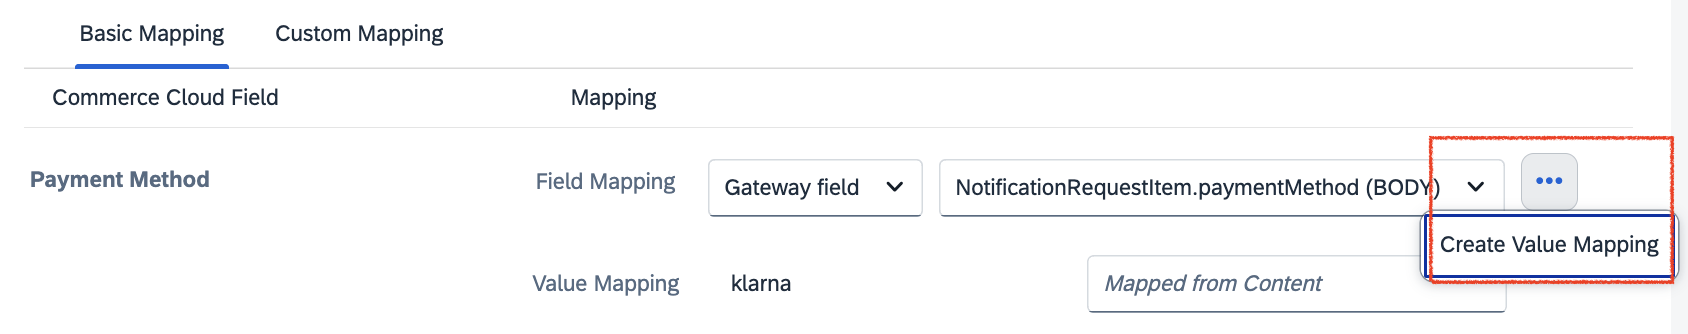 Basic Mapping Custom Mapping
Commerce Cloud Field Mapping
Payment Method Field Mapping Gateway field NotificationRequestItem.paymentMethod (BODY) •••
Create Value Mapping
Value Mapping klarna Mapped from Content